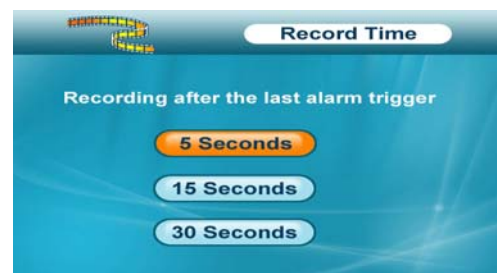 Record Time
Recording after the last alarm trigger
5 Seconds
15 Seconds
30 Seconds